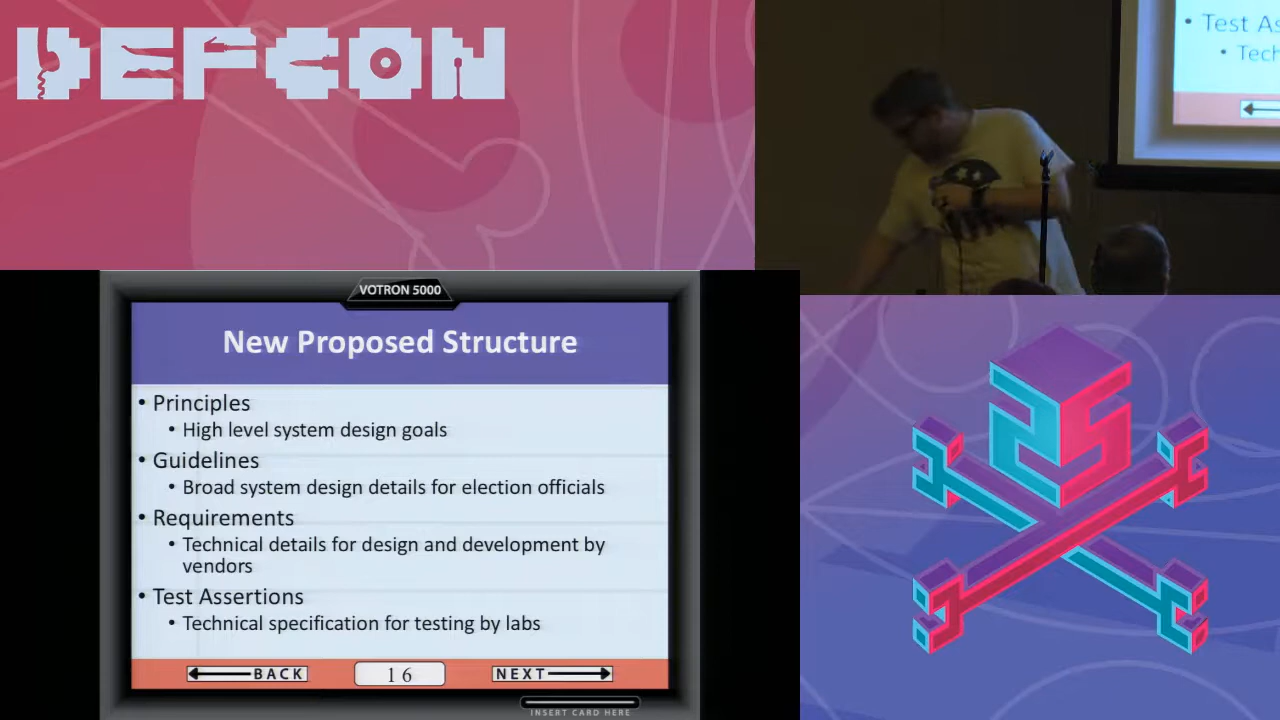 DEFCON
• Test As
• Tech
VOTRON 5000
New Proposed Structure
• Principles
• High level system design goals
• Guidelines
• Broad system design details for election officials
• Requirements
• Technical details for design and development by
vendors
• Test Assertions
• Technical specification for testing by labs
BACK
16
NEXT
INSERT CARD HERE
25